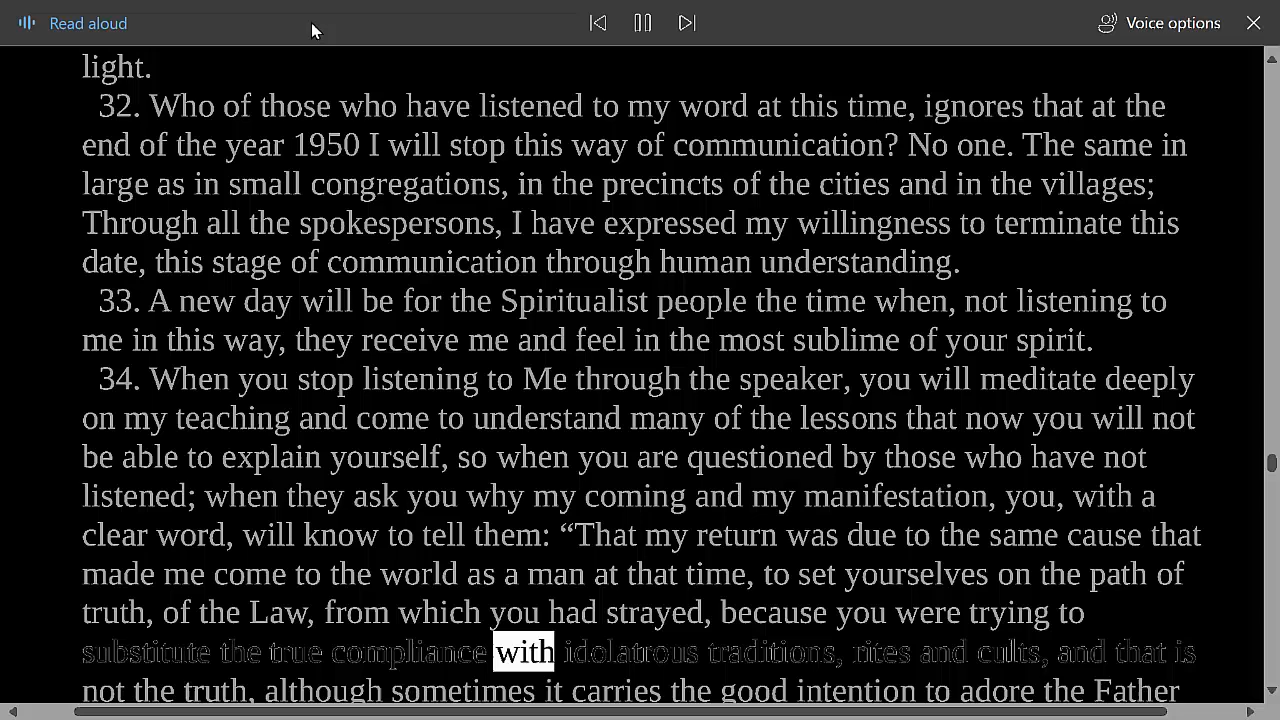 Read aloud
Voice options
light.
32. Who of those who have listened to my word at this time, ignores that at the
end of the year 1950 I will stop this way of communication? No one. The same in
large as in small congregations, in the precincts of the cities and in the villages;
Through all the spokespersons, I have expressed my willingness to terminate this
date, this stage of communication through human understanding.
33. A new day will be for the Spiritualist people the time when, not listening to
me in this way, they receive me and feel in the most sublime of your spirit.
34. When you stop listening to Me through the speaker, you will meditate deeply
on my teaching and come to understand many of the lessons that now you will not
be able to explain yourself, so when you are questioned by those who have not
listened; when they ask you why my coming and my manifestation, you, with a
clear word, will know to tell them: “That my return was due to the same cause that
made me come to the world as a man at that time, to set yourselves on the path of
truth, of the Law, from which you had strayed, because you were trying to
substitute the true compliance with idolatrous traditions, rites and cults, and that is
not the truth, although sometimes it carries the good intention to adore the Father